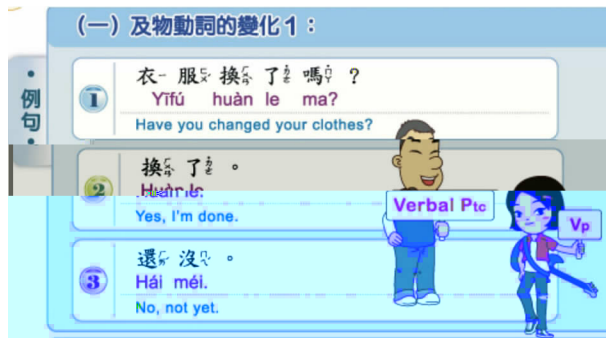 (一)及物動詞的變化1:
例句
1
衣服換了嗎?
Yīfú huàn le ma?
Have you changed your clothes?
2
換了。
Huàn le.
Yes, I'm done.
Verbal Ptc
Vp
3
還沒。
Hái méi.
No, not yet.